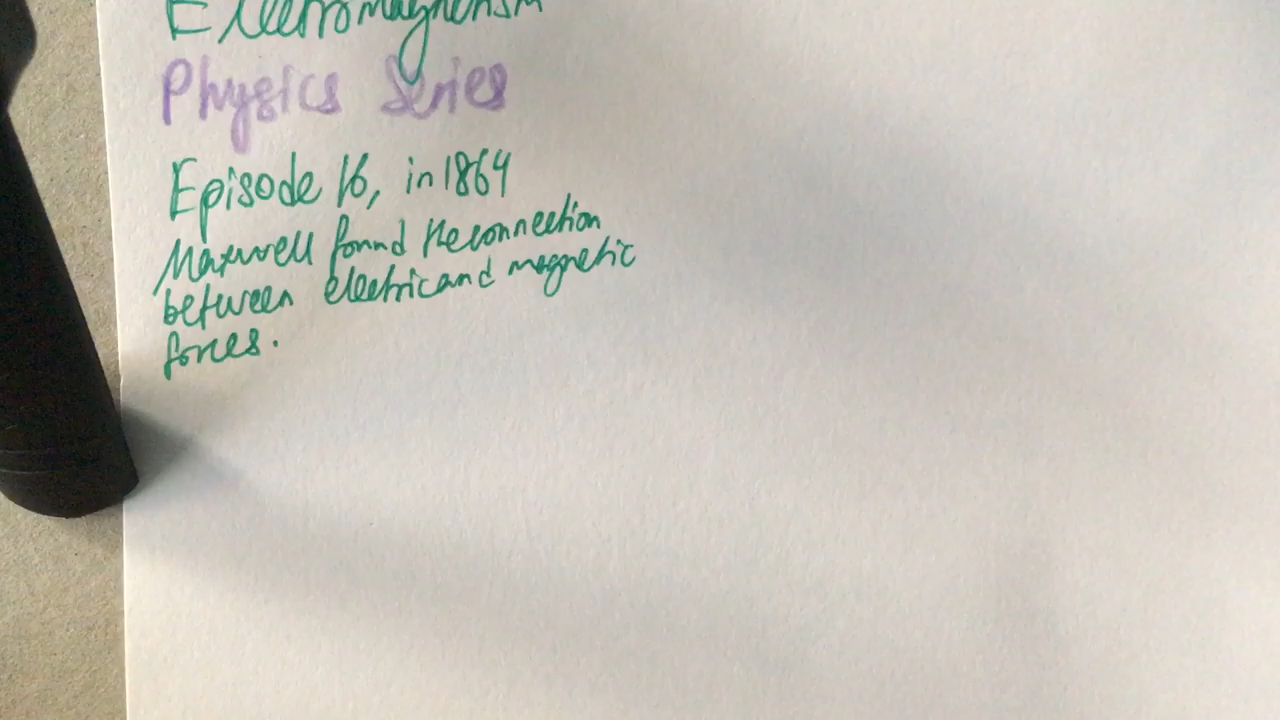 Electromagnetism
Physics Series
Episode 16, in 1864
Maxwell found the connection
between electric and magnetic
forces.